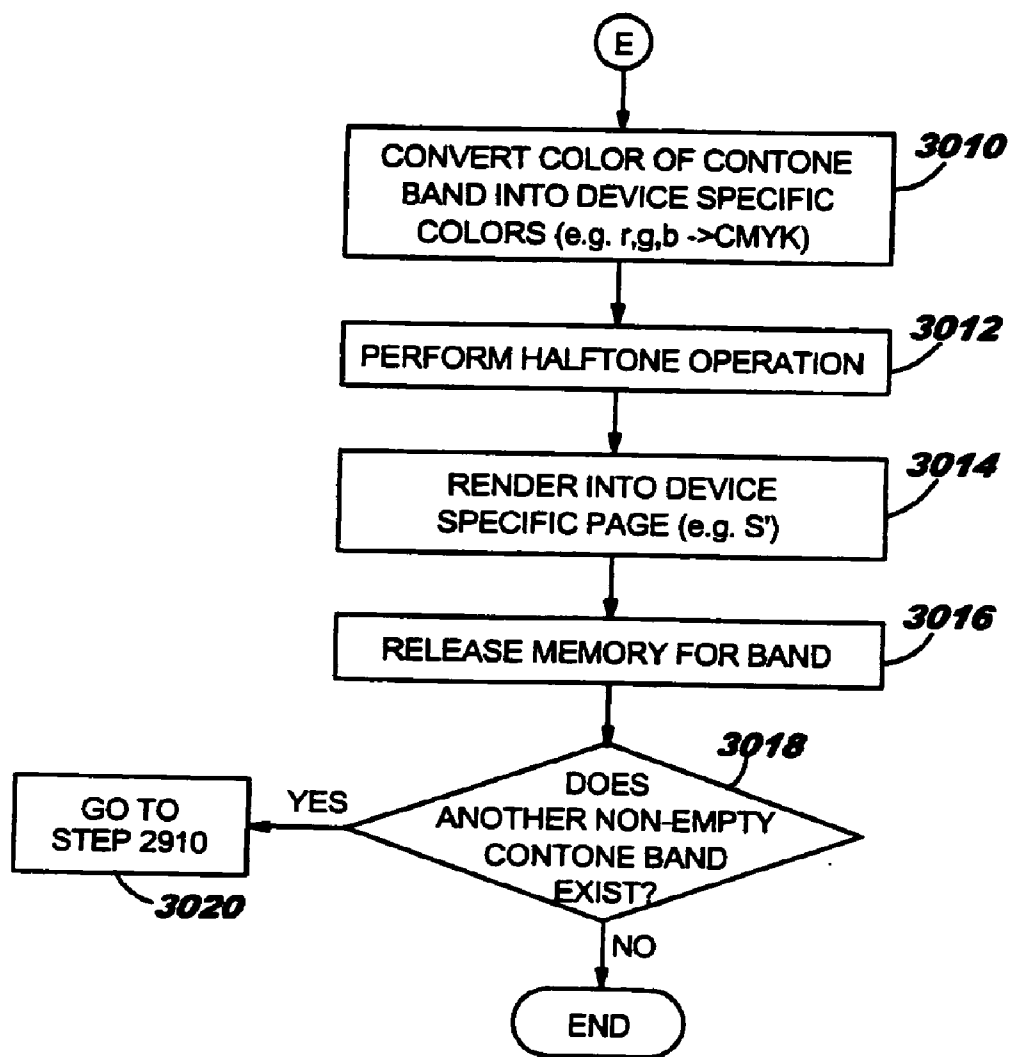 E
CONVERT COLOR OF CONTONE
BAND INTO DEVICE SPECIFIC
COLORS (e.g. r,g,b ->CMYK)
3010
PERFORM HALFTONE OPERATION
3012
RENDER INTO DEVICE
SPECIFIC PAGE (e.g. S')
3014
RELEASE MEMORY FOR BAND
3016
DOES
ANOTHER NON-EMPTY
CONTONE BAND
EXIST?
3018
YES
GO TO
STEP 2910
3020
NO
END